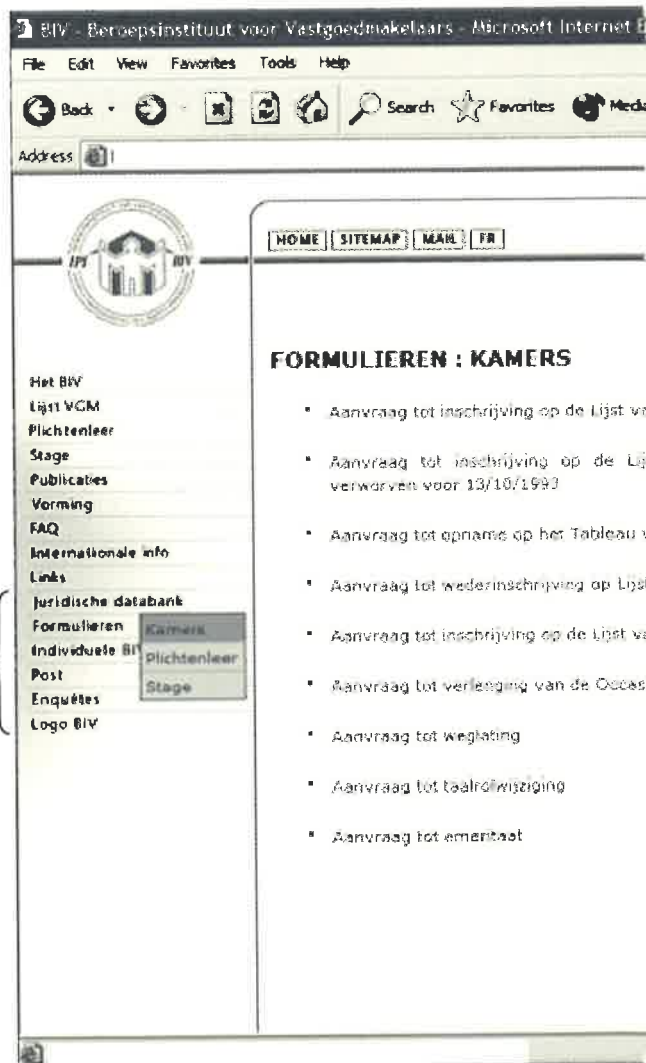 BIV - Beroepsinstituut voor Vastgoedmakelaars - Microsoft Internet E
File Edit View Favorites Tools Help
Back Search Favorites Media
Address
IPI BIV
HOME SITEMAP MAIL FR
FORMULIEREN : KAMERS
Het BIV
Lijst VGM
Plichtenleer
Stage
Publicaties
Vorming
FAQ
Internationale info
Links
Juridische databank
Formulieren
Individuele BI
Post
Enquêtes
Logo BIV
Kamers
Plichtenleer
Stage
Aanvraag tot inschrijving op de Lijst va
Aanvraag tot inschrijving op de Lij
verworven voor 13/10/1993
Aanvraag tot opname op het Tableau v
Aanvraag tot wederinschrijving op Lijst
Aanvraag tot inschrijving op de Lijst va
Aanvraag tot verlenging van de Occas
Aanvraag tot weglating
Aanvraag tot taalrolwijziging
Aanvraag tot emeritaat